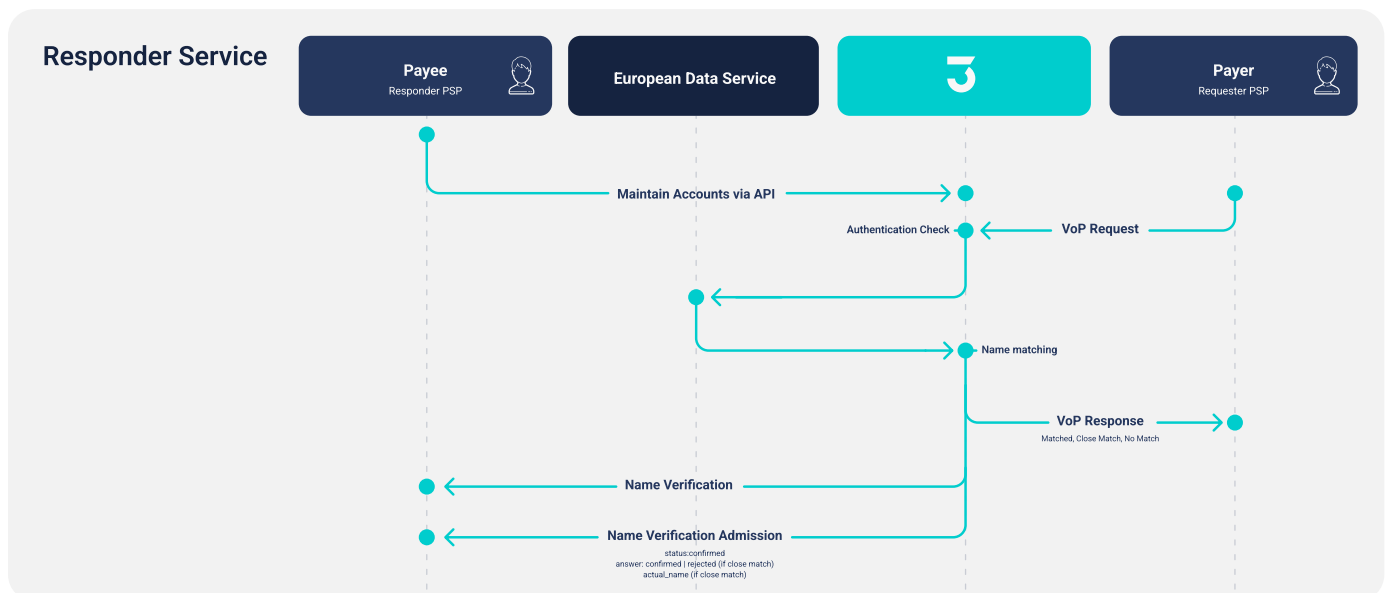 Responder Service
Payee
Responder PSP
European Data Service
3
Payer
Requester PSP
Maintain Accounts via API
Authentication Check
VoP Request
Name matching
VoP Response
Matched, Close Match, No Match
Name Verification
Name Verification Admission
status:confirmed
answer: confirmed | rejected (if close match)
actual_name (if close match)